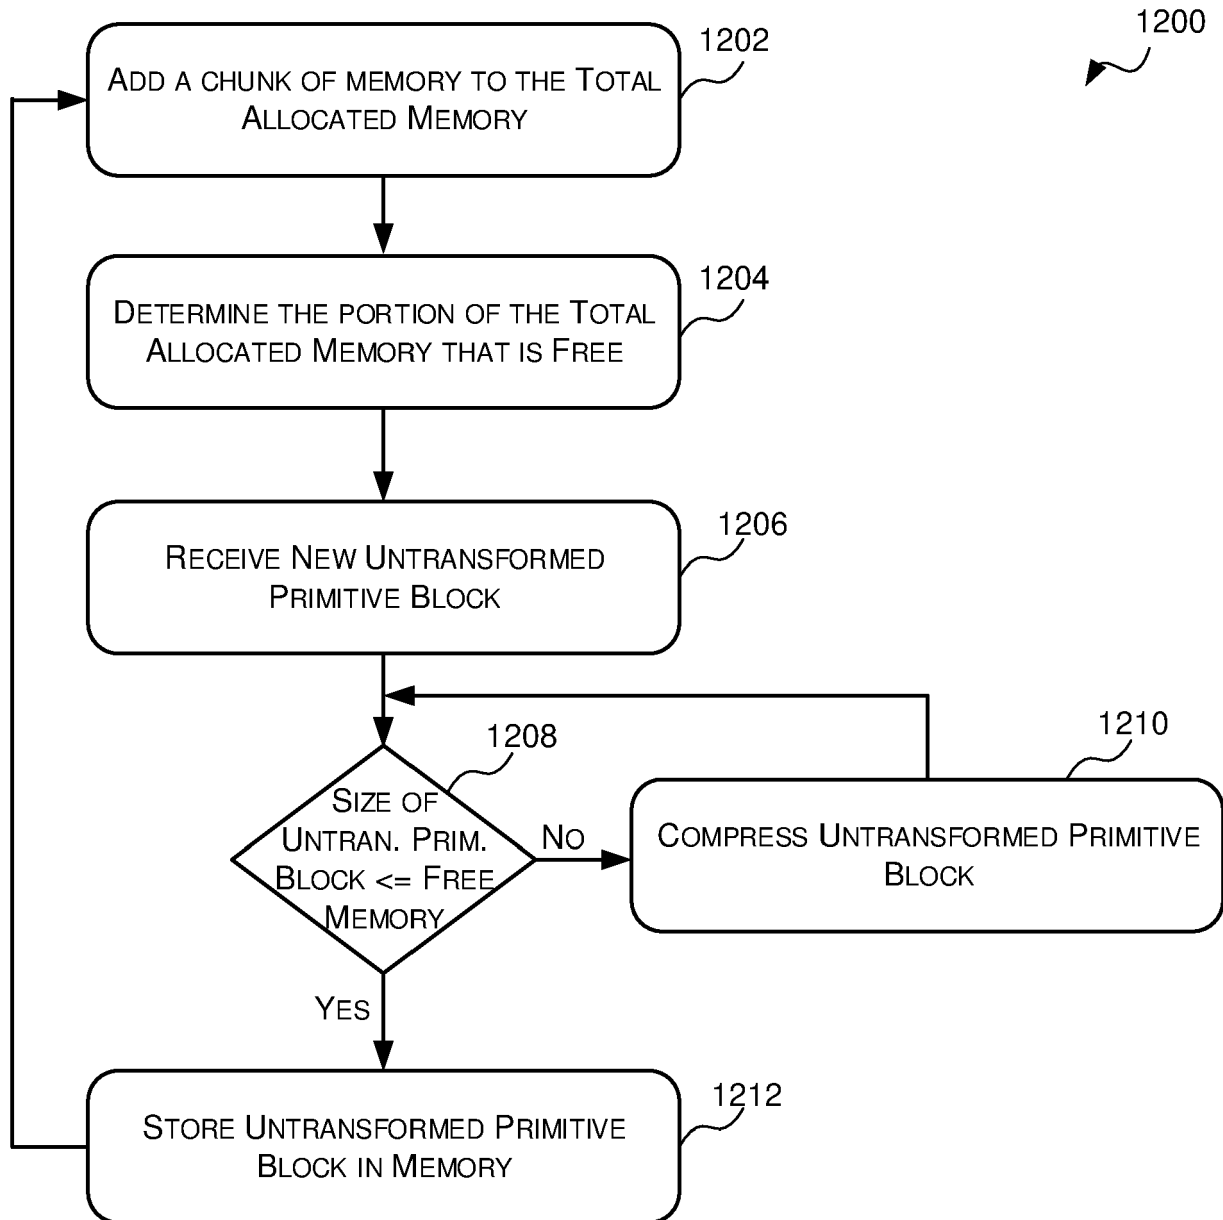 1200
1202
ADD A CHUNK OF MEMORY TO THE TOTAL
ALLOCATED MEMORY
1204
DETERMINE THE PORTION OF THE TOTAL
ALLOCATED MEMORY THAT IS FREE
1206
RECEIVE NEW UNTRANSFORMED
PRIMITIVE BLOCK
1208
SIZE OF
UNTRAN. PRIM.
BLOCK <= FREE
MEMORY
NO
1210
COMPRESS UNTRANSFORMED PRIMITIVE
BLOCK
YES
1212
STORE UNTRANSFORMED PRIMITIVE
BLOCK IN MEMORY